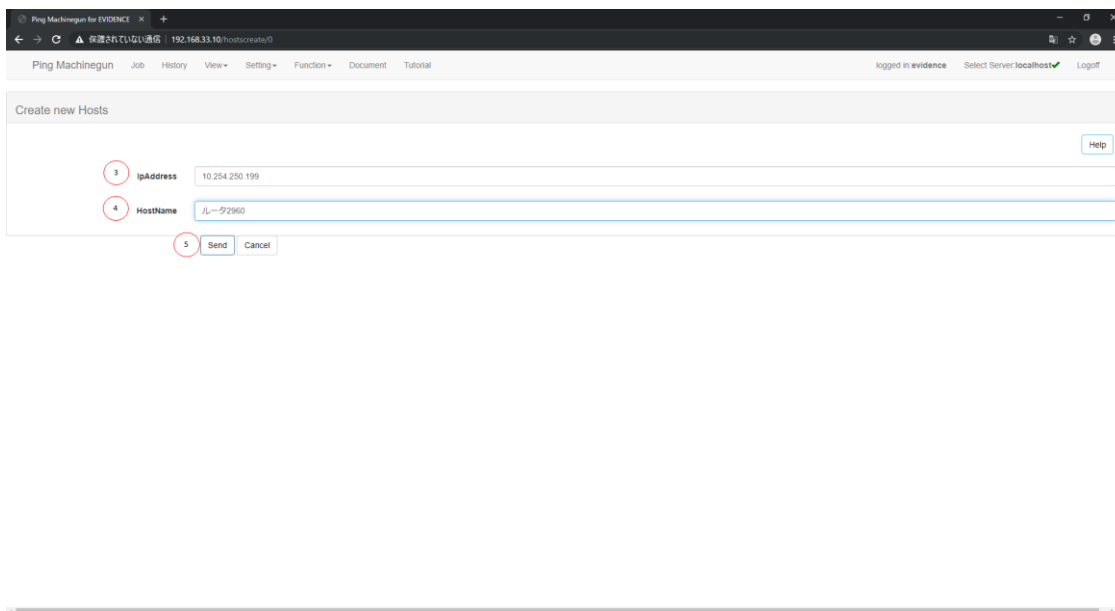 Ping Machinegun for EVIDENCE
保護されていない通信 192.168.33.10/hostscreate/0
Ping Machinegun Job History View Setting Function Document Tutorial logged in:evidence Select Server:localhost✔ Logoff
Create new Hosts
Help
3 IpAddress 10.254.250.199
4 HostName ルータ2960
5 Send Cancel